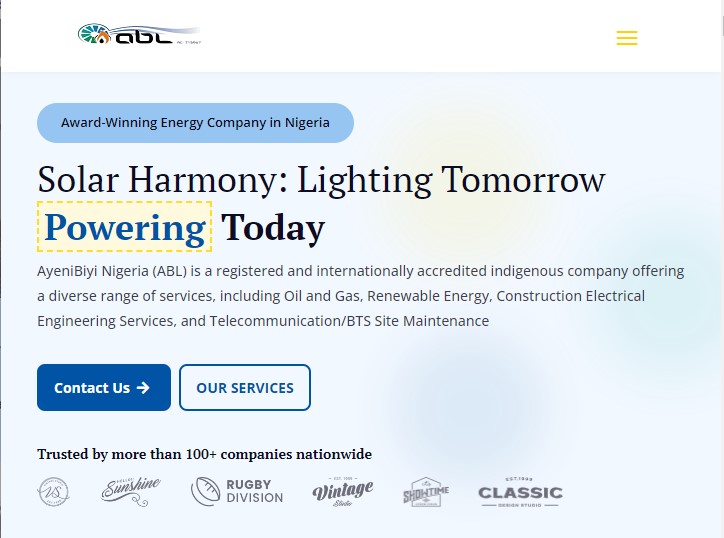 abl
Award-Winning Energy Company in Nigeria
Solar Harmony: Lighting Tomorrow
Powering Today
AyeniBiyi Nigeria (ABL) is a registered and internationally accredited indigenous company offering
a diverse range of services, including Oil and Gas, Renewable Energy, Construction Electrical
Engineering Services, and Telecommunication/BTS Site Maintenance
Contact Us → OUR SERVICES
Trusted by more than 100+ companies nationwide
VS
Sunshine
RUGBY
DIVISION
EST. 1989
Vintage
Studio
SHOWTIME
CLASSIC
DESIGN STUDIO